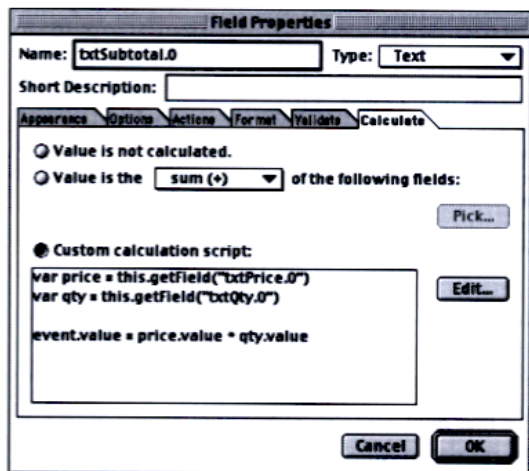 Field Properties
Name: txtSubtotal.0 Type: Text
Short Description:
Appearance Options Actions Format Validate Calculate
Value is not calculated.
Value is the sum (+) of the following fields:
Pick...
Custom calculation script:
var price = this.getField("txtPrice.0")
var qty = this.getField("txtQty.0")
Edit...
event.value = price.value * qty.value
Cancel OK